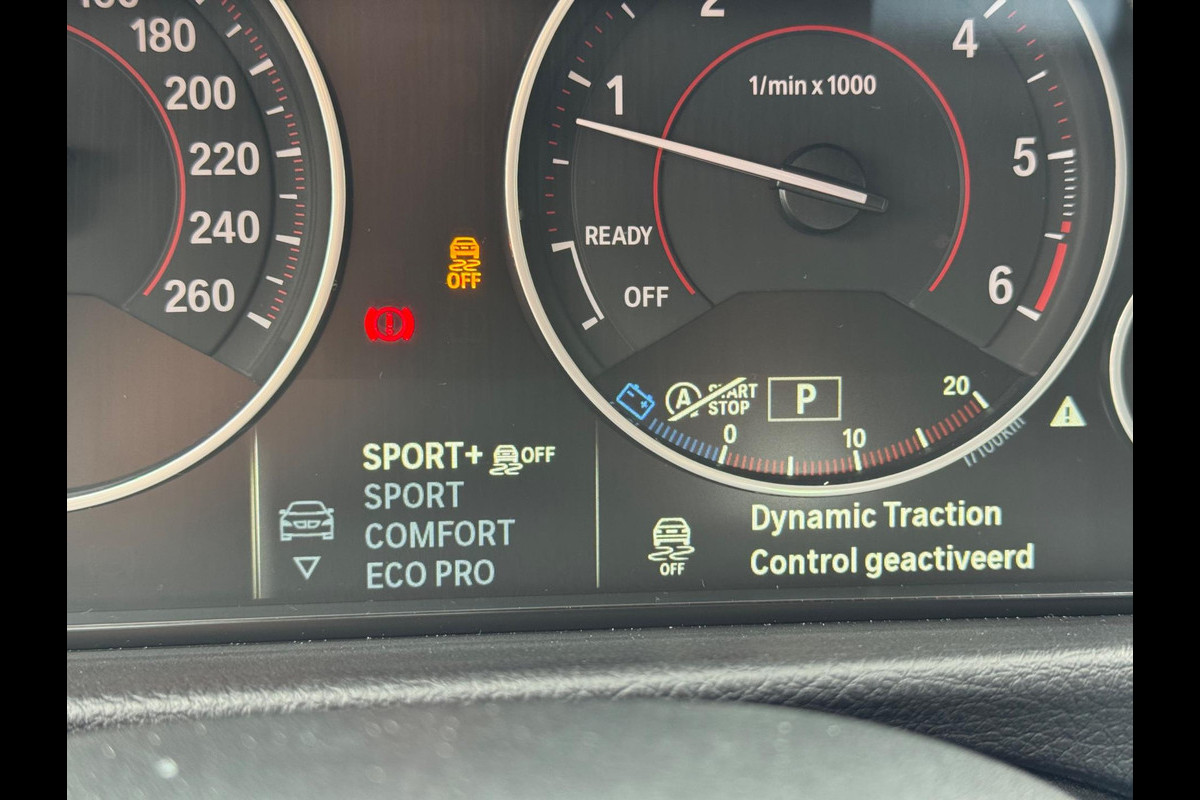 180
200
220
240
260
OFF
1
2
4
5
6
1/min x 1000
READY
OFF
A
START
STOP
P
0
10
20
SPORT+ OFF
SPORT
COMFORT
ECO PRO
OFF
Dynamic Traction
Control geactiveerd